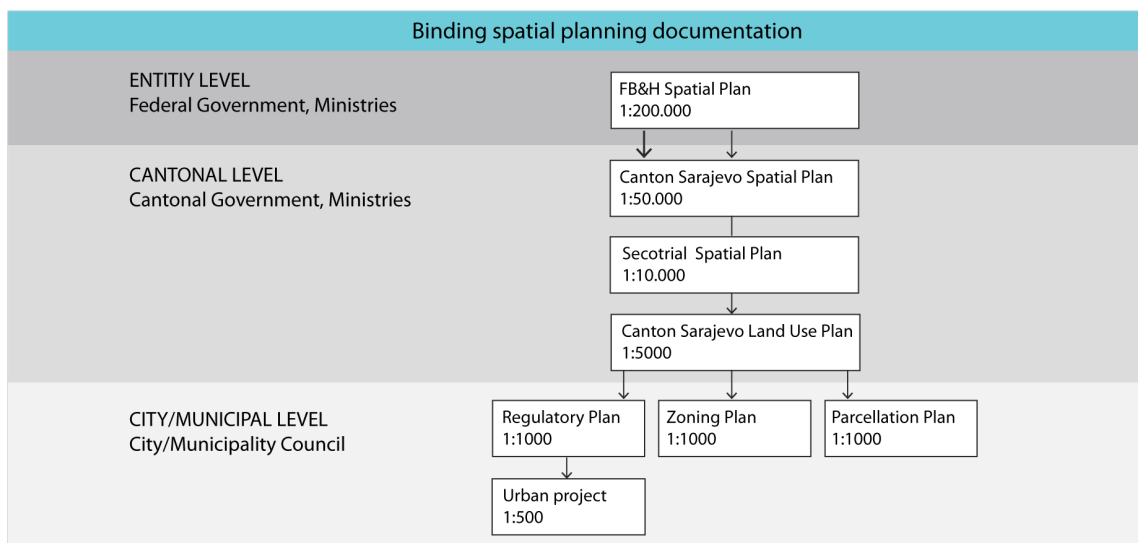 Binding spatial planning documentation
ENTITIY LEVEL
Federal Government, Ministries
FB&H Spatial Plan
1:200.000
CANTONAL LEVEL
Cantonal Government, Ministries
Canton Sarajevo Spatial Plan
1:50.000
Secotrial  Spatial Plan
1:10.000
Canton Sarajevo Land Use Plan
1:5000
CITY/MUNICIPAL LEVEL
City/Municipality Council
Regulatory Plan
1:1000
Zoning Plan
1:1000
Parcellation Plan
1:1000
Urban project
1:500